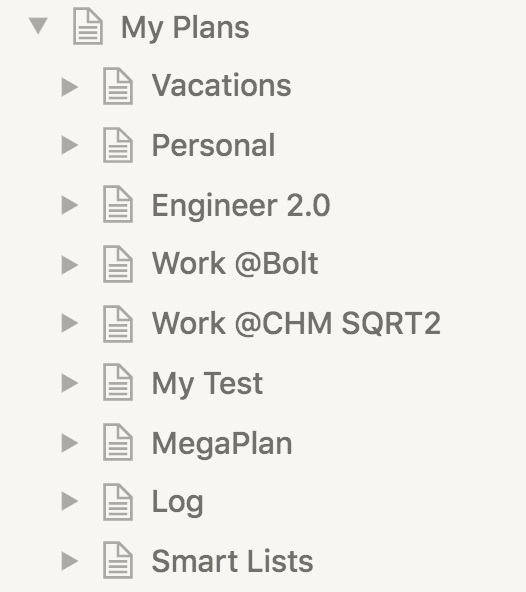 My Plans
Vacations
Personal
Engineer 2.0
Work @Bolt
Work @CHM SQRT2
My Test
MegaPlan
Log
Smart Lists